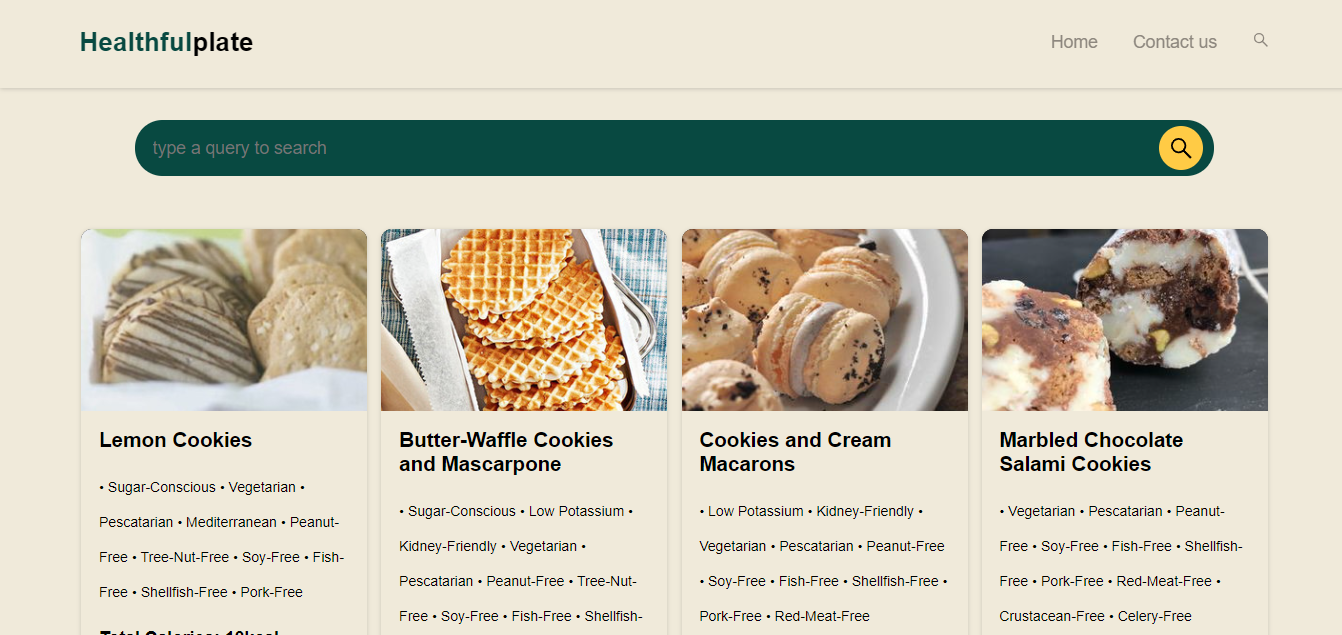 Healthfulplate
Home
Contact us
type a query to search
Lemon Cookies
• Sugar-Conscious • Vegetarian •
Pescatarian • Mediterranean • Peanut-
Free • Tree-Nut-Free • Soy-Free • Fish-
Free • Shellfish-Free • Pork-Free
Total Calories: 10kcal
Butter-Waffle Cookies
and Mascarpone
• Sugar-Conscious • Low Potassium •
Kidney-Friendly • Vegetarian •
Pescatarian • Peanut-Free • Tree-Nut-
Free • Soy-Free • Fish-Free • Shellfish-
Cookies and Cream
Macarons
• Low Potassium • Kidney-Friendly •
Vegetarian • Pescatarian • Peanut-Free
• Soy-Free • Fish-Free • Shellfish-Free •
Pork-Free • Red-Meat-Free
Marbled Chocolate
Salami Cookies
• Vegetarian • Pescatarian • Peanut-
Free • Soy-Free • Fish-Free • Shellfish-
Free • Pork-Free • Red-Meat-Free •
Crustacean-Free • Celery-Free